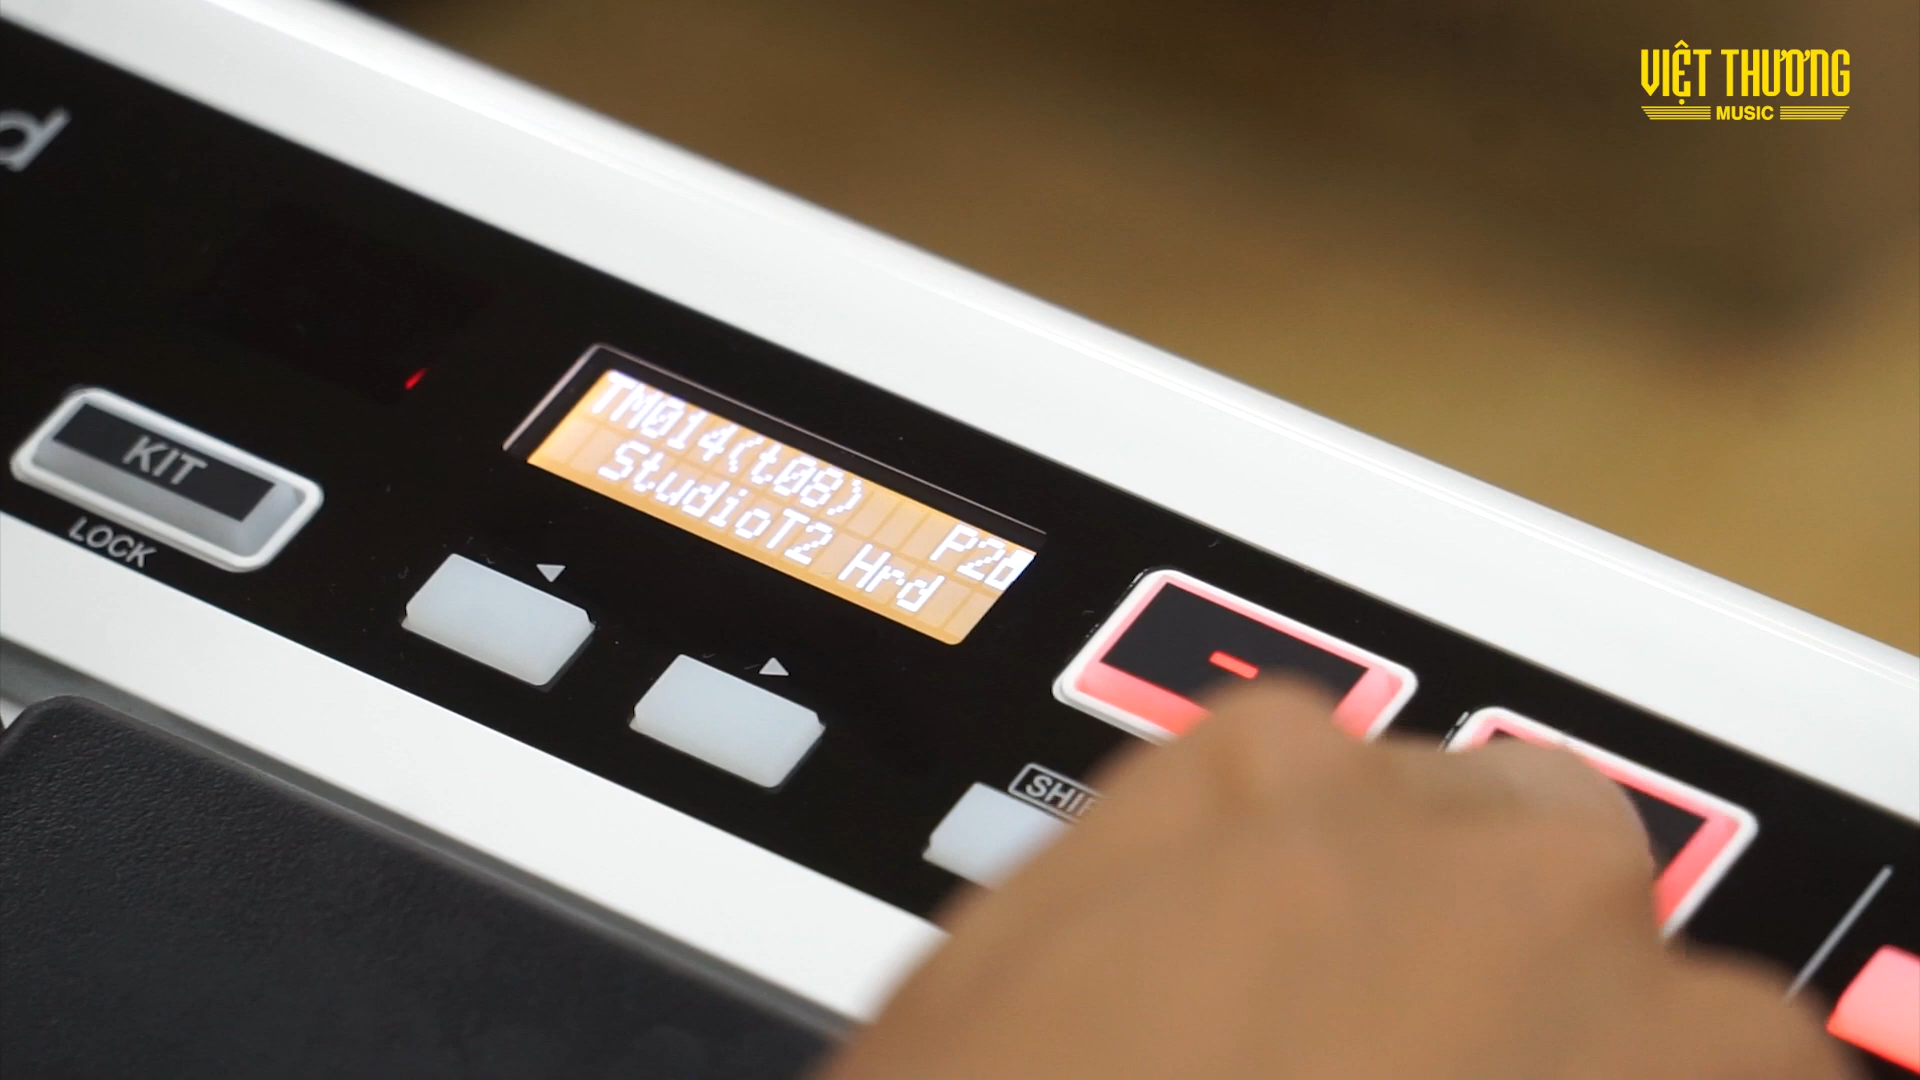 VIỆT THƯƠNG
MUSIC
KIT
LOCK
TM014(t08) P2d
StudioT2 Hrd
-